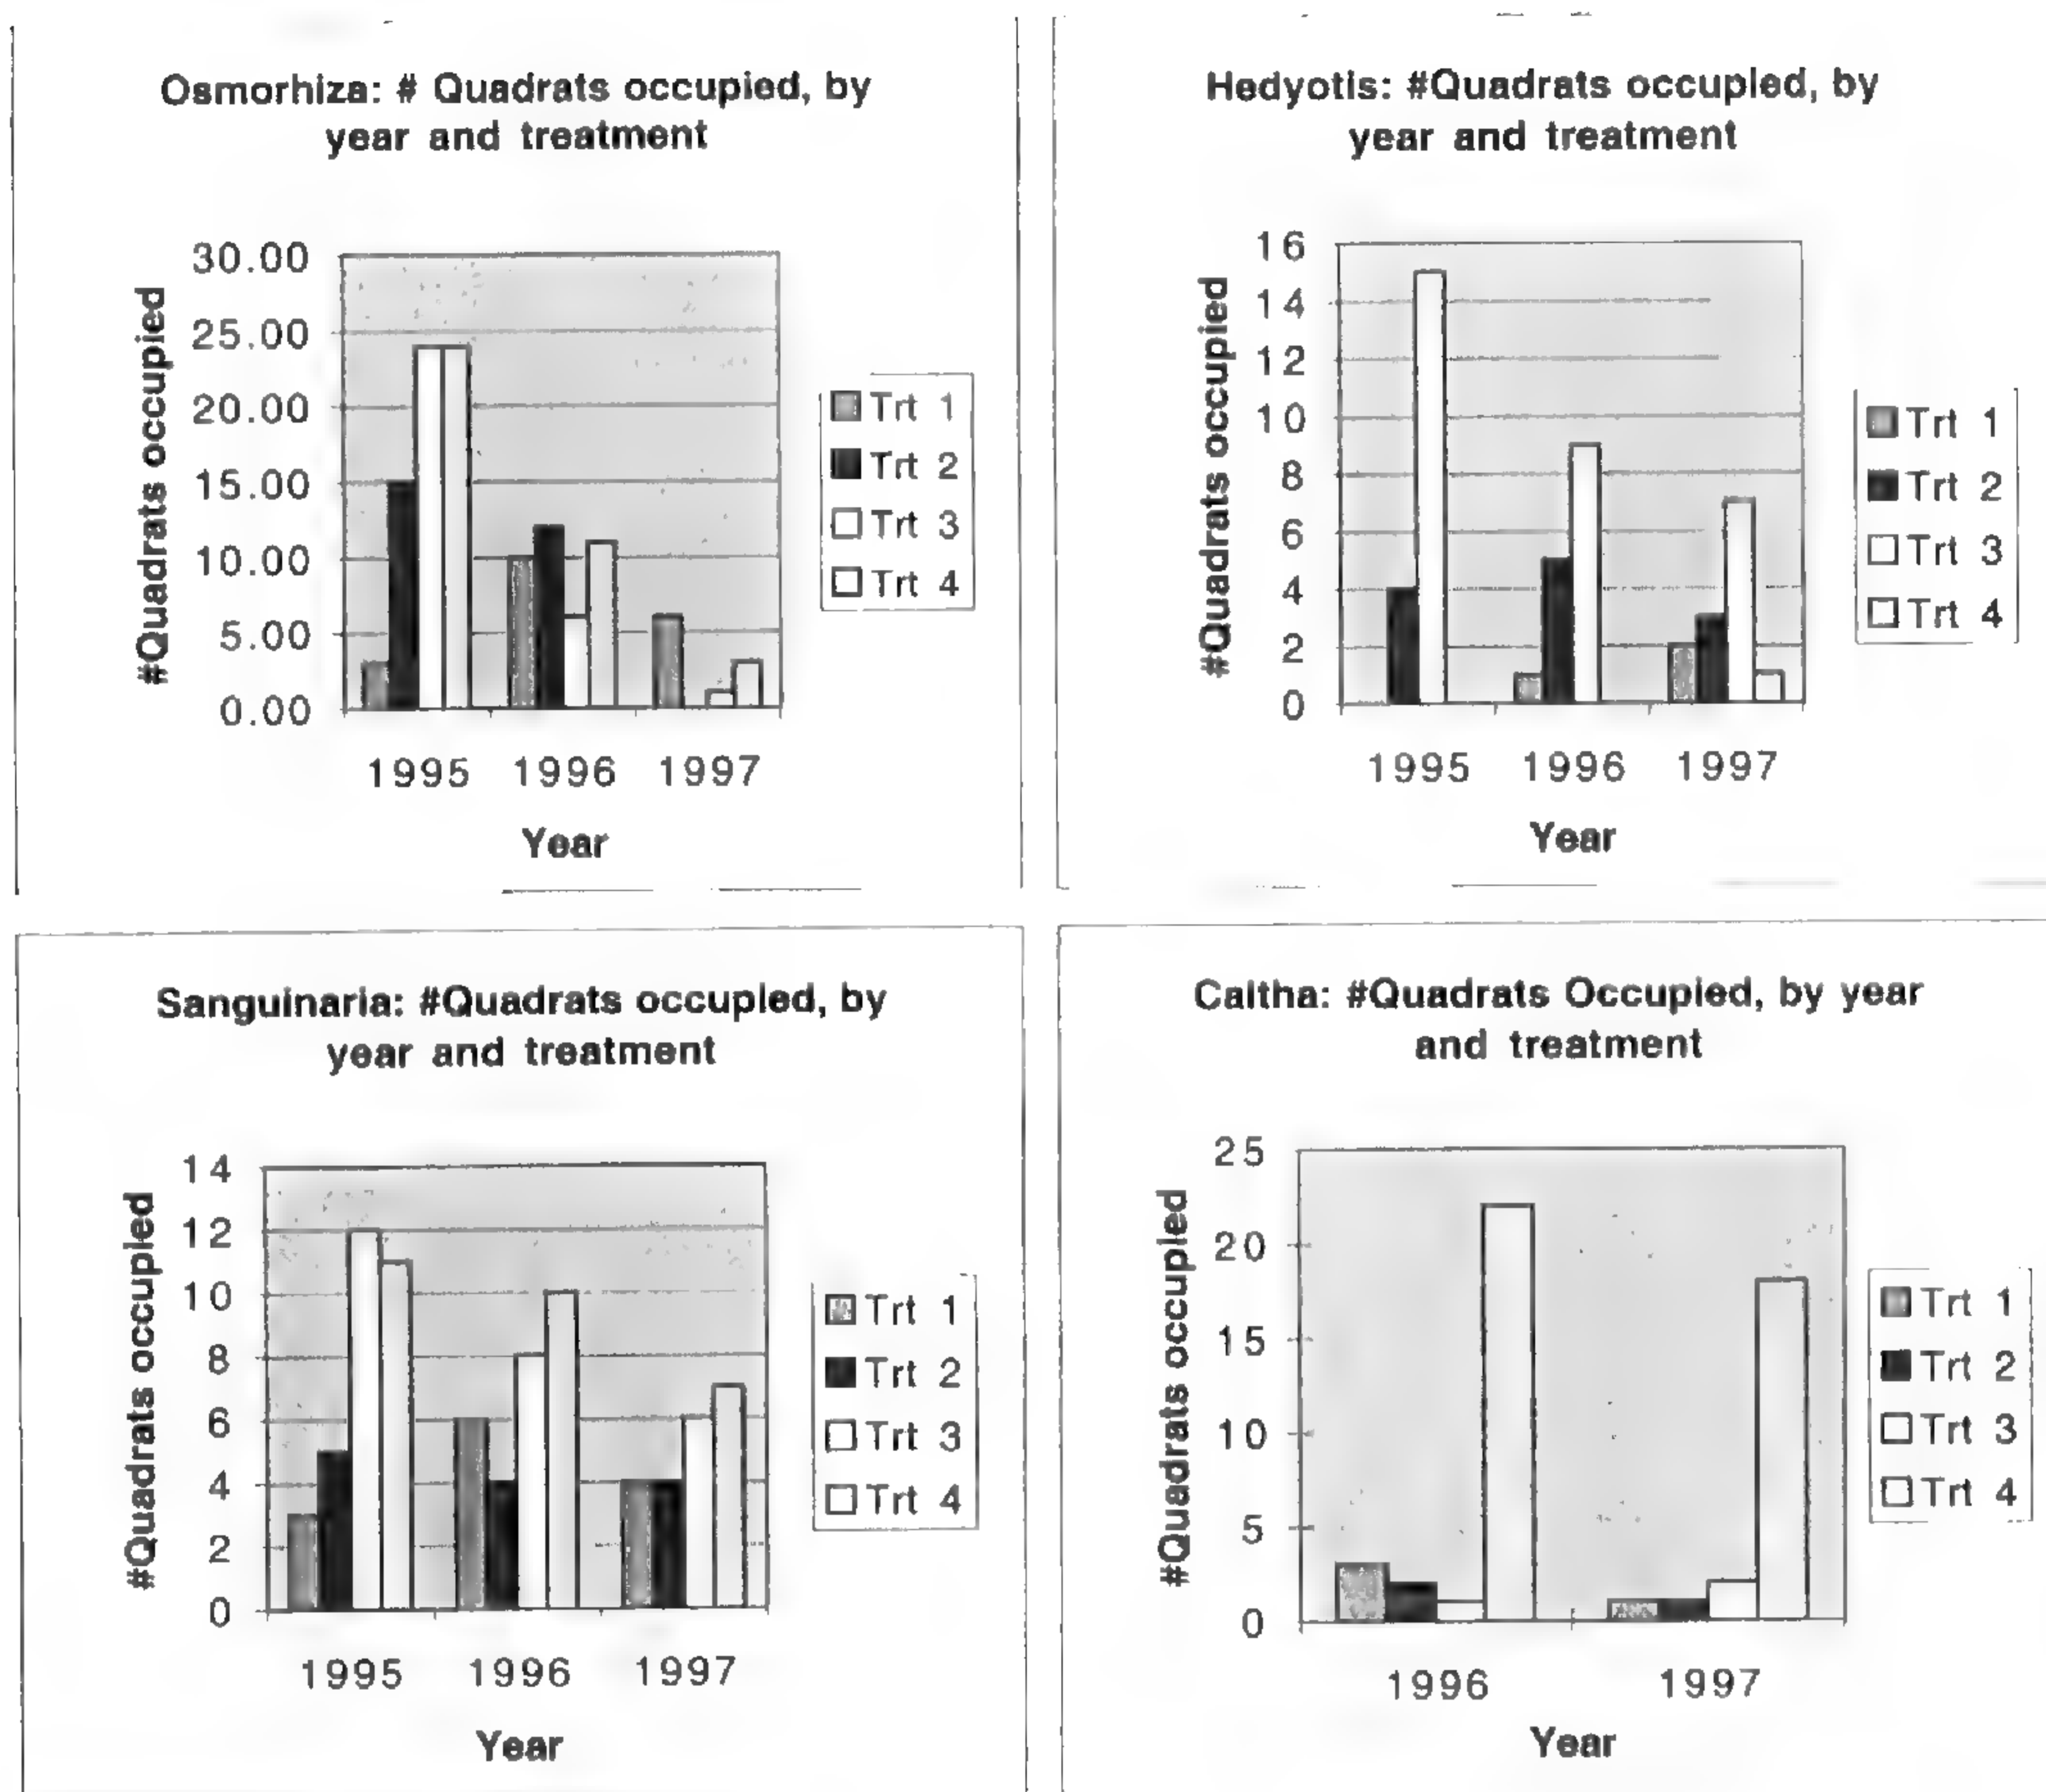 Osmorhiza: # Quadrats occupied, by
year and treatment
#Quadrats occupied
30.00
25.00
20.00
15.00
10.00
5.00
0.00
1995 1996 1997
Year
Trt 1
Trt 2
Trt 3
Trt 4
Hedyotis: #Quadrats occupied, by
year and treatment
#Quadrats occupied
16
14
12
10
8
6
4
2
0
1995 1996 1997
Year
Trt 1
Trt 2
Trt 3
Trt 4
Sanguinaria: #Quadrats occupied, by
year and treatment
#Quadrats occupied
14
12
10
8
6
4
2
0
1995 1996 1997
Year
Trt 1
Trt 2
Trt 3
Trt 4
Caltha: #Quadrats Occupied, by year
and treatment
#Quadrats occupied
25
20
15
10
5
0
1996 1997
Year
Trt 1
Trt 2
Trt 3
Trt 4